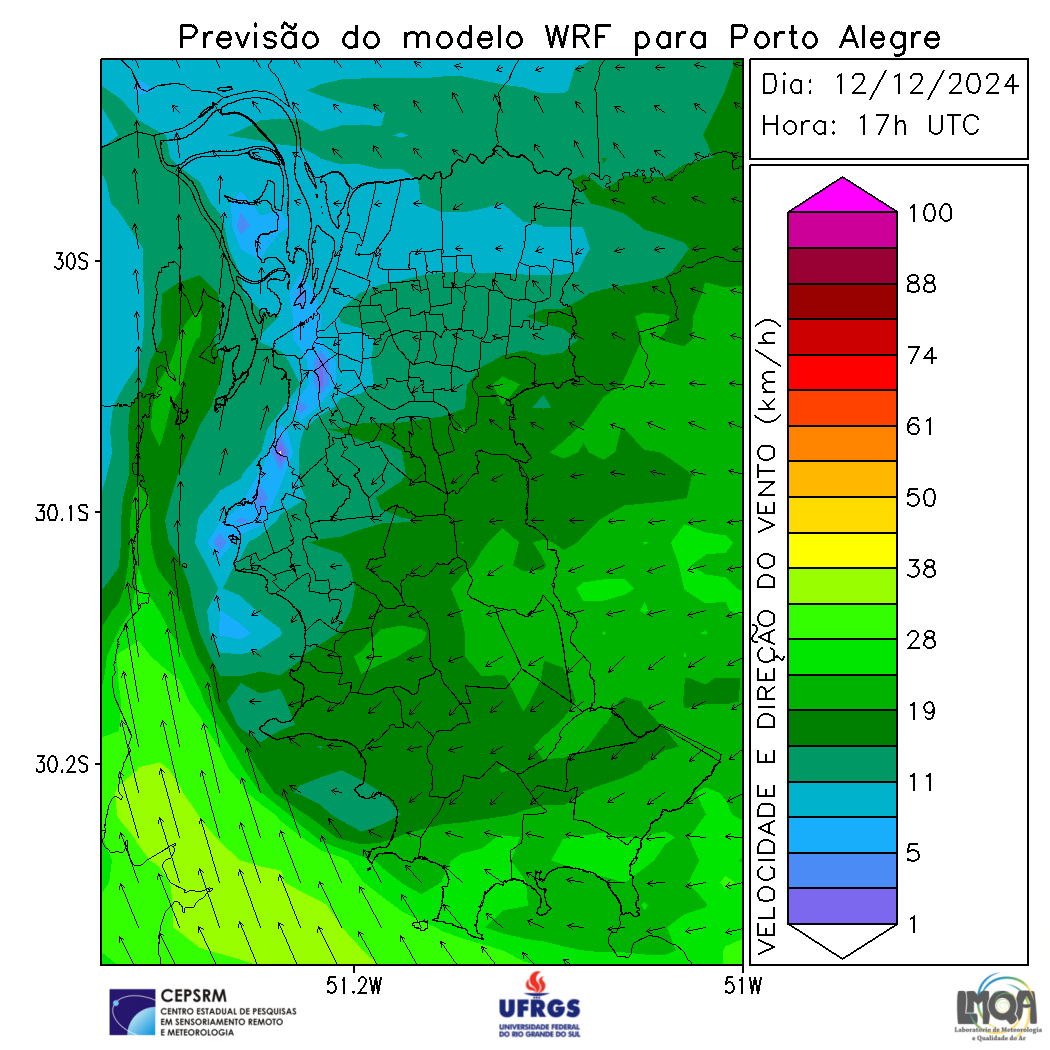 Previsão do modelo WRF para Porto Alegre
Dia: 12/12/2024
Hora: 17h UTC
30S
30.1S
30.2S
51.2W
51W
VELOCIDADE E DIREÇÃO DO VENTO (km/h)
100
88
74
61
50
38
28
19
11
5
1
CEPSRM
CENTRO ESTADUAL DE PESQUISAS
EM SENSORIAMENTO REMOTO
E METEOROLOGIA
UFRGS
UNIVERSIDADE FEDERAL
DO RIO GRANDE DO SUL
LMQA
Laboratório de Meteorologia
e Qualidade do Ar